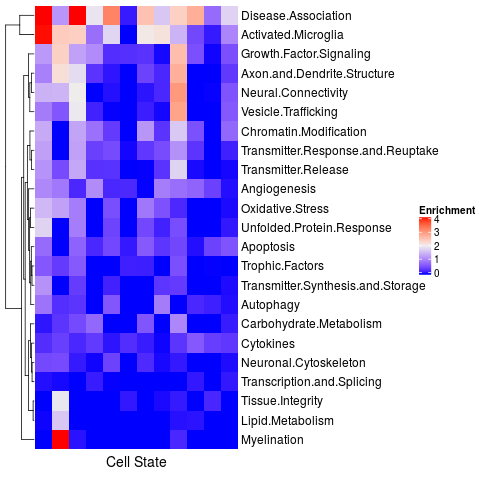 Disease.Association
Activated.Microglia
Growth.Factor.Signaling
Axon.and.Dendrite.Structure
Neural.Connectivity
Vesicle.Trafficking
Chromatin.Modification
Transmitter.Response.and.Reuptake
Transmitter.Release
Angiogenesis
Oxidative.Stress
Unfolded.Protein.Response
Apoptosis
Trophic.Factors
Transmitter.Synthesis.and.Storage
Autophagy
Carbohydrate.Metabolism
Cytokines
Neuronal.Cytoskeleton
Transcription.and.Splicing
Tissue.Integrity
Lipid.Metabolism
Myelination
Cell State
Enrichment
4
3
2
1
0